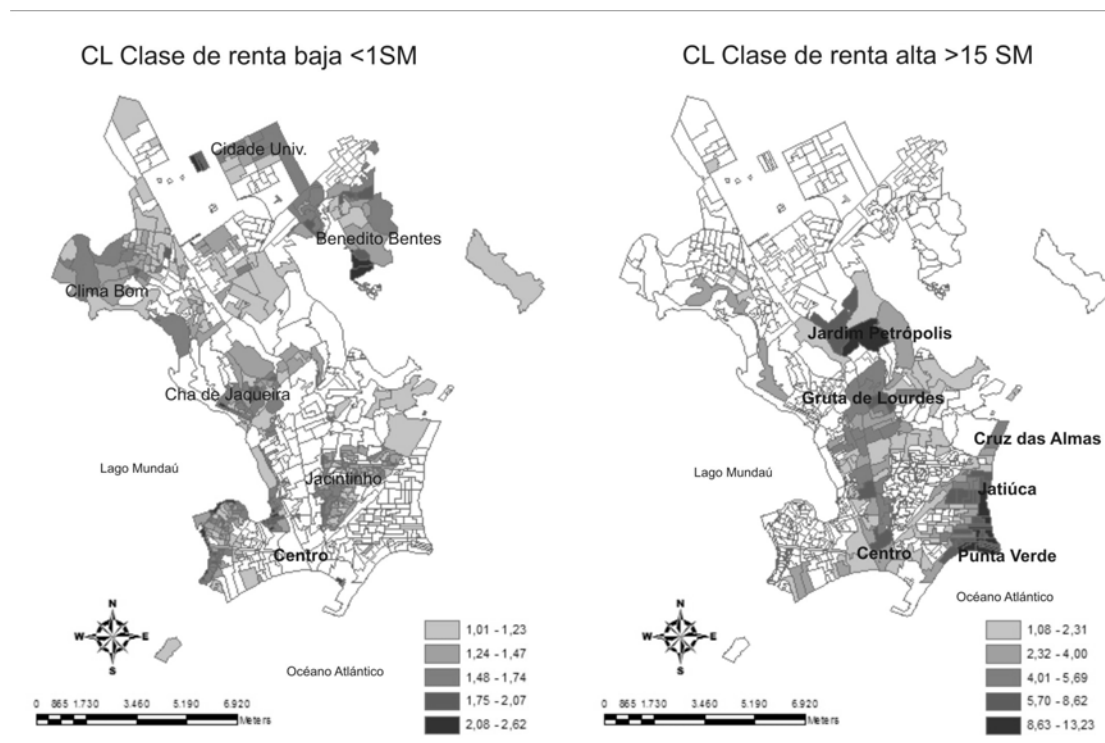 CL Clase de renta baja <1SM
Cidade Univ.
Benedito Bentes
Clima Bom
Cha de Jaqueira
Lago Mundaú
Jacintinho
Centro
N
W
E
S
Océano Atlántico
1,01 - 1,23
1,24 - 1,47
1,48 - 1,74
1,75 - 2,07
2,08 - 2,62
0 865 1.730 3.460 5.190 6.920
Meters
CL Clase de renta alta >15 SM
Jardim Petrópolis
Gruta de Lourdes
Cruz das Almas
Lago Mundaú
Jatiúca
Centro
Punta Verde
Océano Atlántico
N
W
E
S
1,08 - 2,31
2,32 - 4,00
4,01 - 5,69
5,70 - 8,62
8,63 - 13,23
0 865 1.730 3.460 5.190 6.920
Meters